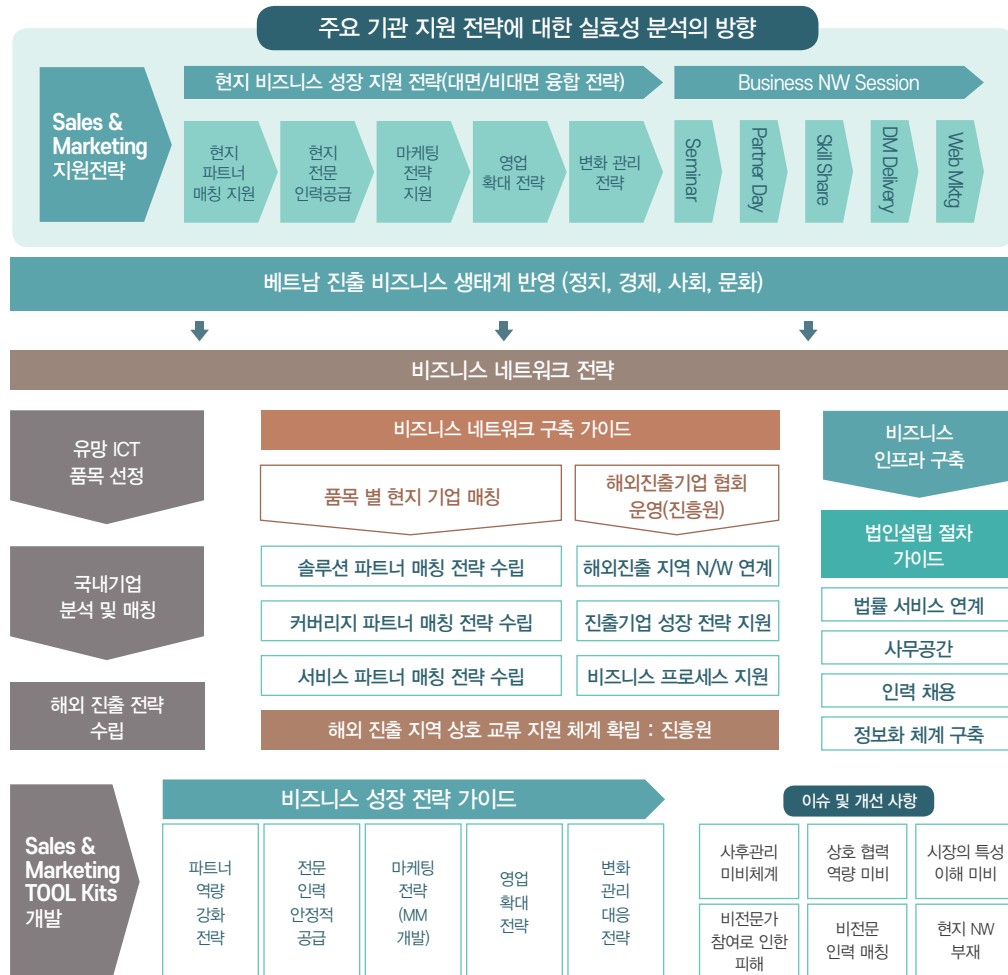 주요 기관 지원 전략에 대한 실효성 분석의 방향
Sales &
Marketing
지원전략
현지 비즈니스 성장 지원 전략(대면/비대면 융합 전략)
Business NW Session
현지
파트너
매칭 지원
현지
전문
인력공급
마케팅
전략
지원
영업
확대 전략
변화 관리
전략
Seminar
Partner Day
Skill Share
DM Delivery
Web Mktg
베트남 진출 비즈니스 생태계 반영 (정치, 경제, 사회, 문화)
비즈니스 네트워크 전략
유망 ICT
품목 선정
국내기업
분석 및 매칭
해외 진출 전략
수립
비즈니스 네트워크 구축 가이드
품목 별 현지 기업 매칭
솔루션 파트너 매칭 전략 수립
커버리지 파트너 매칭 전략 수립
서비스 파트너 매칭 전략 수립
해외진출기업 협회
운영(진흥원)
해외진출 지역 N/W 연계
진출기업 성장 전략 지원
비즈니스 프로세스 지원
해외 진출 지역 상호 교류 지원 체계 확립 : 진흥원
비즈니스
인프라 구축
법인설립 절차
가이드
법률 서비스 연계
사무공간
인력 채용
정보화 체계 구축
Sales &
Marketing
TOOL Kits
개발
비즈니스 성장 전략 가이드
파트너
역량
강화
전략
전문
인력
안정적
공급
마케팅
전략
(MM
개발)
영업
확대
전략
변화
관리
대응
전략
이슈 및 개선 사항
사후관리
미비체계
상호 협력
역량 미비
시장의 특성
이해 미비
비전문가
참여로 인한
피해
비전문
인력 매칭
현지 NW
부재